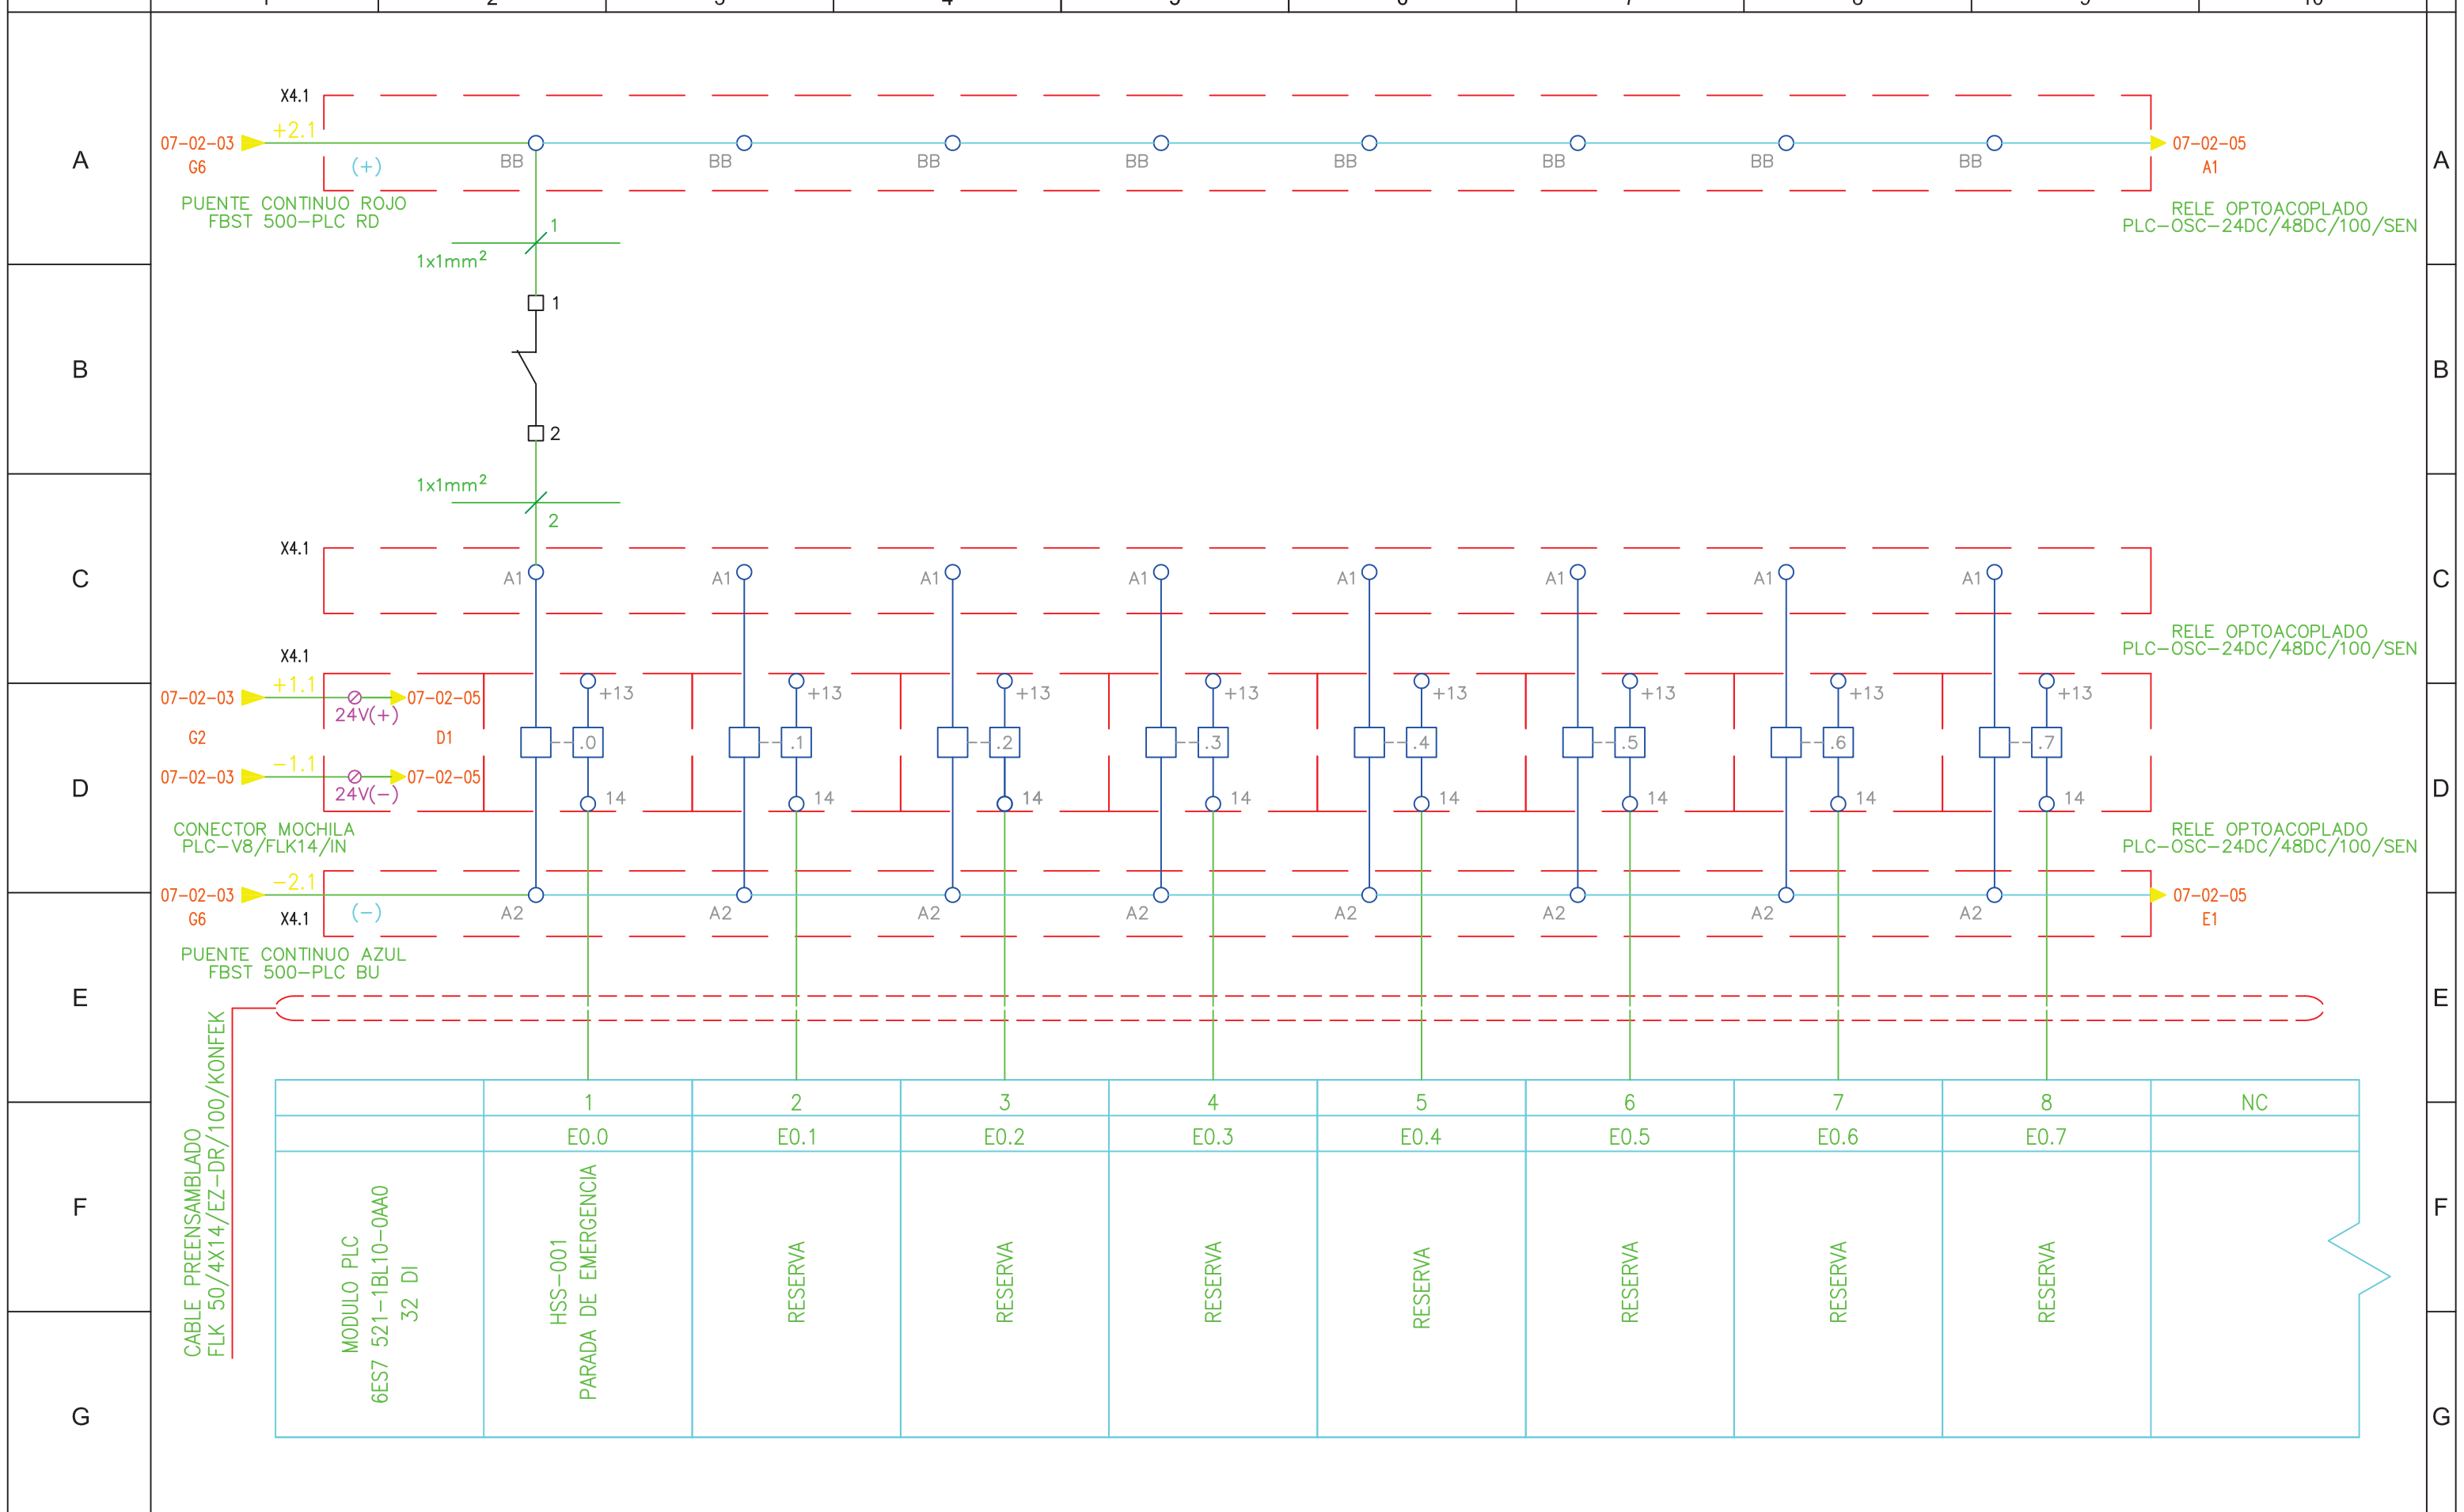 1 2 3 4 5 6 7 8 9 10
A A
X4.1
07-02-03 +2.1 07-02-05
G6 (+) BB BB BB BB BB BB BB BB A1
PUENTE CONTINUO ROJO
FBST 500-PLC RD
RELE OPTOACOPLADO
PLC-OSC-24DC/48DC/100/SEN
1
1x1mm²
1
B B
2
1x1mm²
2
X4.1
C C
A1 A1 A1 A1 A1 A1 A1 A1
RELE OPTOACOPLADO
PLC-OSC-24DC/48DC/100/SEN
X4.1
07-02-03 +1.1 07-02-05
24V(+)
+13 +13 +13 +13 +13 +13 +13 +13
G2 D1 .0 .1 .2 .3 .4 .5 .6 .7
07-02-03 -1.1 07-02-05
24V(-)
D D
14 14 14 14 14 14 14 14
CONECTOR MOCHILA
PLC-V8/FLK14/IN
RELE OPTOACOPLADO
PLC-OSC-24DC/48DC/100/SEN
07-02-03 -2.1 07-02-05
G6 X4.1 (-) A2 A2 A2 A2 A2 A2 A2 A2 E1
PUENTE CONTINUO AZUL
FBST 500-PLC BU
E E
CABLE PREENSAMBLADO
FLK 50/4X14/EZ-DR/100/KONFEK
1 2 3 4 5 6 7 8 NC
E0.0 E0.1 E0.2 E0.3 E0.4 E0.5 E0.6 E0.7
F F
MODULO PLC
6ES7 521-1BL10-0AA0
32 DI
HSS-001
PARADA DE EMERGENCIA
RESERVA
RESERVA
RESERVA
RESERVA
RESERVA
RESERVA
RESERVA
G G